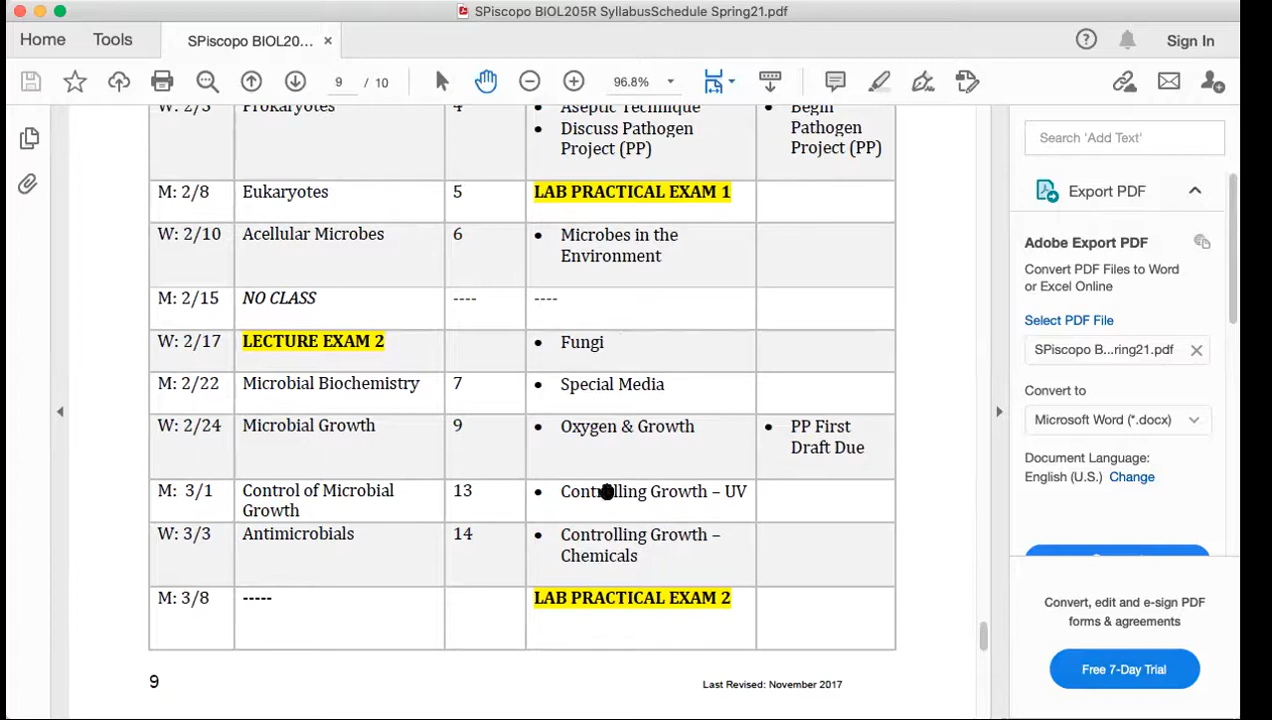 SPiscopo BIOL205R SyllabusSchedule Spring21.pdf
Home Tools SPiscopo BIOL20... × Sign In
9 / 10 96.8%
W: 2/3 Prokaryotes 4 • Aseptic Technique • Begin
• Discuss Pathogen Pathogen
Project (PP) Project (PP)
M: 2/8 Eukaryotes 5 LAB PRACTICAL EXAM 1
W: 2/10 Acellular Microbes 6 • Microbes in the
Environment
M: 2/15 NO CLASS ---- ----
W: 2/17 LECTURE EXAM 2 • Fungi
M: 2/22 Microbial Biochemistry 7 • Special Media
W: 2/24 Microbial Growth 9 • Oxygen & Growth • PP First
Draft Due
M: 3/1 Control of Microbial 13 • Controlling Growth – UV
Growth
W: 3/3 Antimicrobials 14 • Controlling Growth –
Chemicals
M: 3/8 ----- LAB PRACTICAL EXAM 2
9 Last Revised: November 2017
Search 'Add Text'
Export PDF
Adobe Export PDF
Convert PDF Files to Word
or Excel Online
Select PDF File
SPiscopo B...ring21.pdf
Convert to
Microsoft Word (*.docx)
Document Language:
English (U.S.) Change
Convert, edit and e-sign PDF
forms & agreements
Free 7-Day Trial